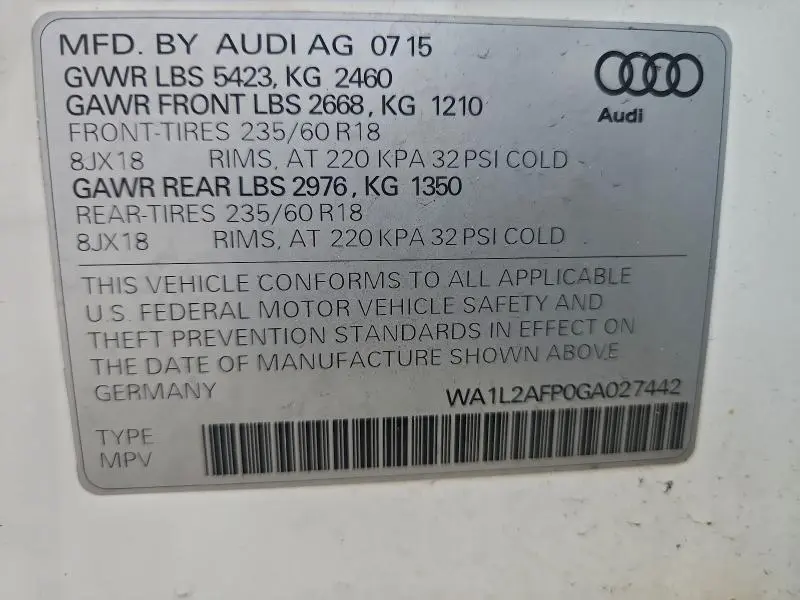 MFD. BY AUDI AG 07 15
GVWR LBS 5423, KG 2460
GAWR FRONT LBS 2668, KG 1210
FRONT-TIRES 235/60 R18
8JX18 RIMS, AT 220 KPA 32 PSI COLD
GAWR REAR LBS 2976, KG 1350
REAR-TIRES 235/60 R18
8JX18 RIMS, AT 220 KPA 32 PSI COLD
Audi
THIS VEHICLE CONFORMS TO ALL APPLICABLE
U.S. FEDERAL MOTOR VEHICLE SAFETY AND
THEFT PREVENTION STANDARDS IN EFFECT ON
THE DATE OF MANUFACTURE SHOWN ABOVE.
GERMANY WA1L2AFP0GA027442
TYPE
MPV